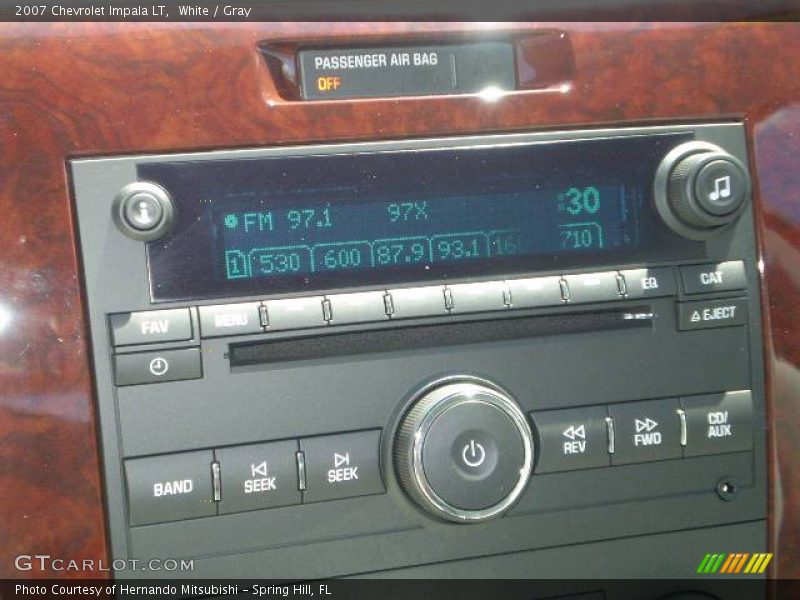 2007 Chevrolet Impala LT, White / Gray
PASSENGER AIR BAG
OFF
FM 97.1 97X :30
1 530 600 87.9 93.1 710
FAV MENU EQ CAT
EJECT
BAND SEEK SEEK REV FWD CD/
AUX
GTCARLOT.COM
Photo Courtesy of Hernando Mitsubishi - Spring Hill, FL